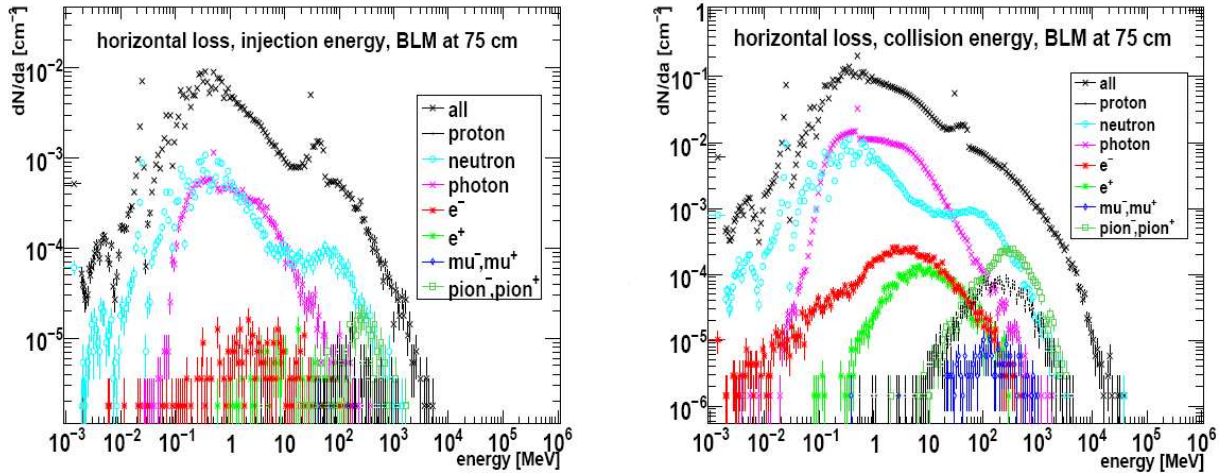 dN/da [cm⁻²]
horizontal loss, injection energy, BLM at 75 cm
10⁻²
10⁻³
10⁻⁴
10⁻⁵
all
proton
neutron
photon
e⁻
e⁺
mu⁻,mu⁺
pion⁻,pion⁺
10⁻³ 10⁻² 10⁻¹ 1 10 10² 10³ 10⁴ 10⁵ 10⁶
energy [MeV]
dN/da [cm⁻²]
horizontal loss, collision energy, BLM at 75 cm
1
10⁻¹
10⁻²
10⁻³
10⁻⁴
10⁻⁵
10⁻⁶
all
proton
neutron
photon
e⁻
e⁺
mu⁻,mu⁺
pion⁻,pion⁺
10⁻³ 10⁻² 10⁻¹ 1 10 10² 10³ 10⁴ 10⁵ 10⁶
energy [MeV]